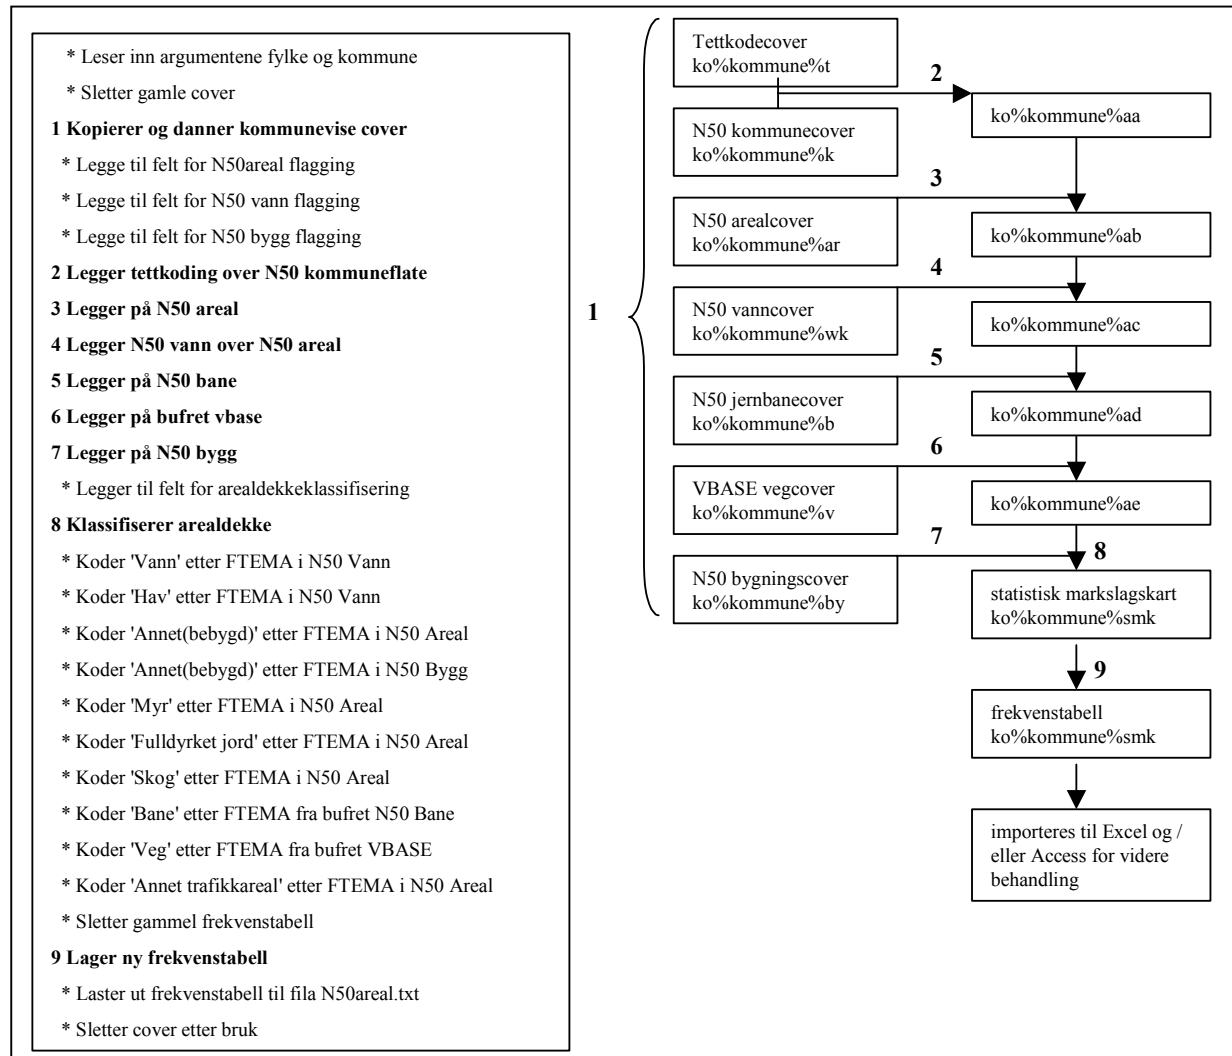 * Leser inn argumentene fylke og kommune
* Sletter gamle cover
1 Kopierer og danner kommunevise cover
* Legge til felt for N50areal flagging
* Legge til felt for N50 vann flagging
* Legge til felt for N50 bygg flagging
2 Legger tettkoding over N50 kommuneflate
3 Legger på N50 areal
4 Legger N50 vann over N50 areal
5 Legger på N50 bane
6 Legger på bufret vbase
7 Legger på N50 bygg
* Legger til felt for arealdekkeklassifisering
8 Klassifiserer arealdekke
* Koder 'Vann' etter FTEMA i N50 Vann
* Koder 'Hav' etter FTEMA i N50 Vann
* Koder 'Annet(bebygd)' etter FTEMA i N50 Areal
* Koder 'Annet(bebygd)' etter FTEMA i N50 Bygg
* Koder 'Myr' etter FTEMA i N50 Areal
* Koder 'Fulldyrket jord' etter FTEMA i N50 Areal
* Koder 'Skog' etter FTEMA i N50 Areal
* Koder 'Bane' etter FTEMA fra bufret N50 Bane
* Koder 'Veg' etter FTEMA fra bufret VBASE
* Koder 'Annet trafikkareal' etter FTEMA i N50 Areal
* Sletter gammel frekvenstabell
9 Lager ny frekvenstabell
* Laster ut frekvenstabell til fila N50areal.txt
* Sletter cover etter bruk
1
Tettkodecover
ko%kommune%t
N50 kommunecover
ko%kommune%k
N50 arealcover
ko%kommune%ar
N50 vanncover
ko%kommune%wk
N50 jernbanecover
ko%kommune%b
VBASE vegcover
ko%kommune%v
N50 bygningscover
ko%kommune%by
2
ko%kommune%aa
3
ko%kommune%ab
4
ko%kommune%ac
5
ko%kommune%ad
6
ko%kommune%ae
7
8
statistisk markslagskart
ko%kommune%smk
9
frekvenstabell
ko%kommune%smk
importeres til Excel og /
eller Access for videre
behandling